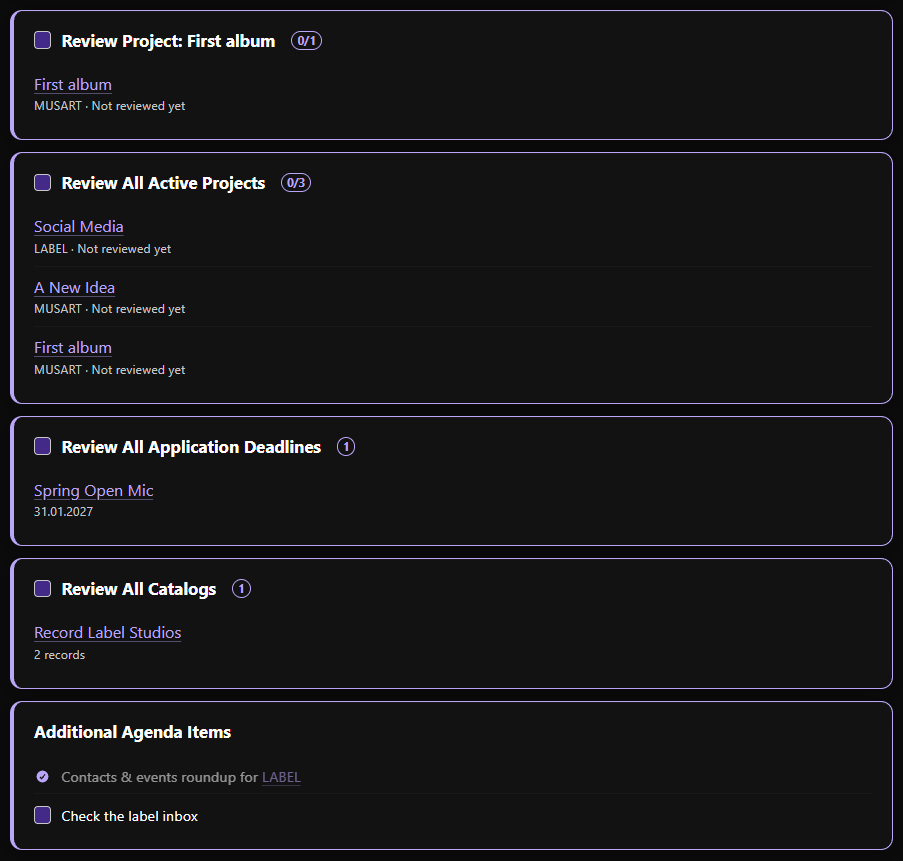 Review Project: First album 0/1
First album
MUSART · Not reviewed yet
Review All Active Projects 0/3
Social Media
LABEL · Not reviewed yet
A New Idea
MUSART · Not reviewed yet
First album
MUSART · Not reviewed yet
Review All Application Deadlines 1
Spring Open Mic
31.01.2027
Review All Catalogs 1
Record Label Studios
2 records
Additional Agenda Items
Contacts & events roundup for LABEL
Check the label inbox